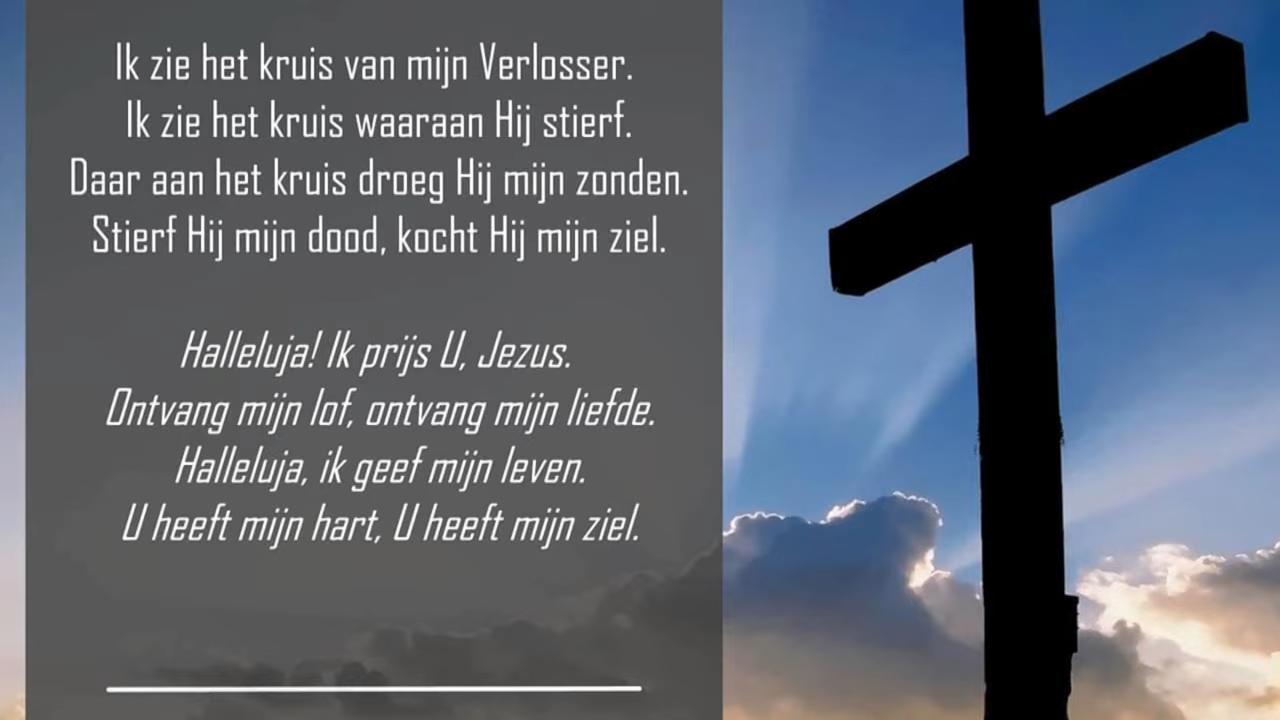 Ik zie het kruis van mijn Verlosser.
Ik zie het kruis waaraan Hij stierf.
Daar aan het kruis droeg Hij mijn zonden.
Stierf Hij mijn dood, kocht Hij mijn ziel.
Halleluja! Ik prijs U, Jezus.
Ontvang mijn lof, ontvang mijn liefde.
Halleluja, ik geef mijn leven.
U heeft mijn hart, U heeft mijn ziel.